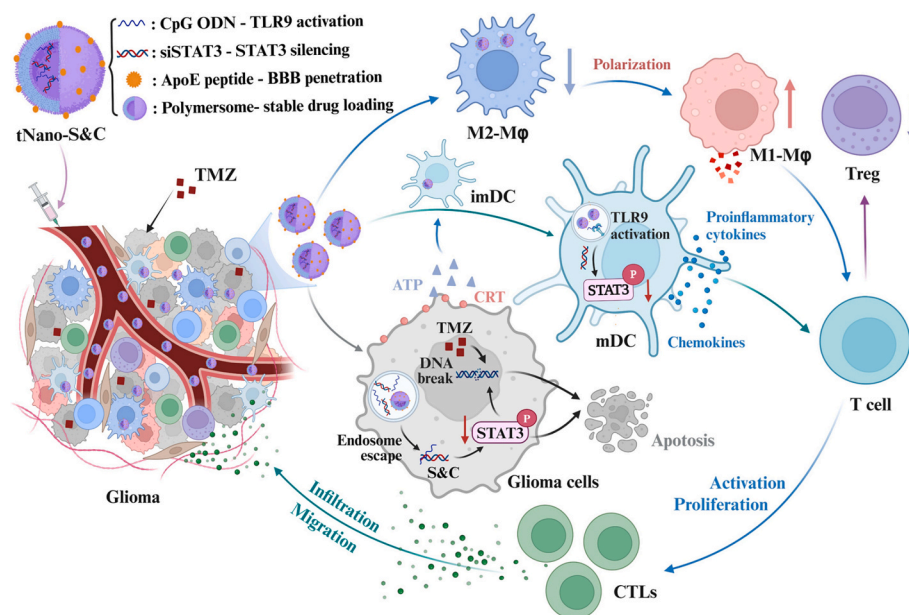 : CpG ODN - TLR9 activation
: siSTAT3 - STAT3 silencing
: ApoE peptide - BBB penetration
: Polymersome- stable drug loading
tNano-S&C
TMZ
M2-Mφ
Polarization
M1-Mφ
Treg
imDC
TLR9
activation
STAT3
P
mDC
Proinflammatory
cytokines
Chemokines
T cell
ATP
CRT
TMZ
DNA
break
STAT3
P
Endosome
escape
S&C
Glioma cells
Apotosis
Glioma
Infiltration
Migration
Activation
Proliferation
CTLs